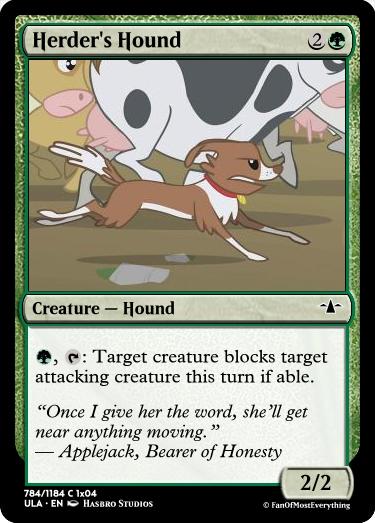 Herder's Hound 2
Creature — Hound
, : Target creature blocks target
attacking creature this turn if able.
“Once I give her the word, she’ll get
near anything moving.”
— Applejack, Bearer of Honesty
2/2
784/1184 C 1x04
ULA • EN Hasbro Studios
© FanOfMostEverything